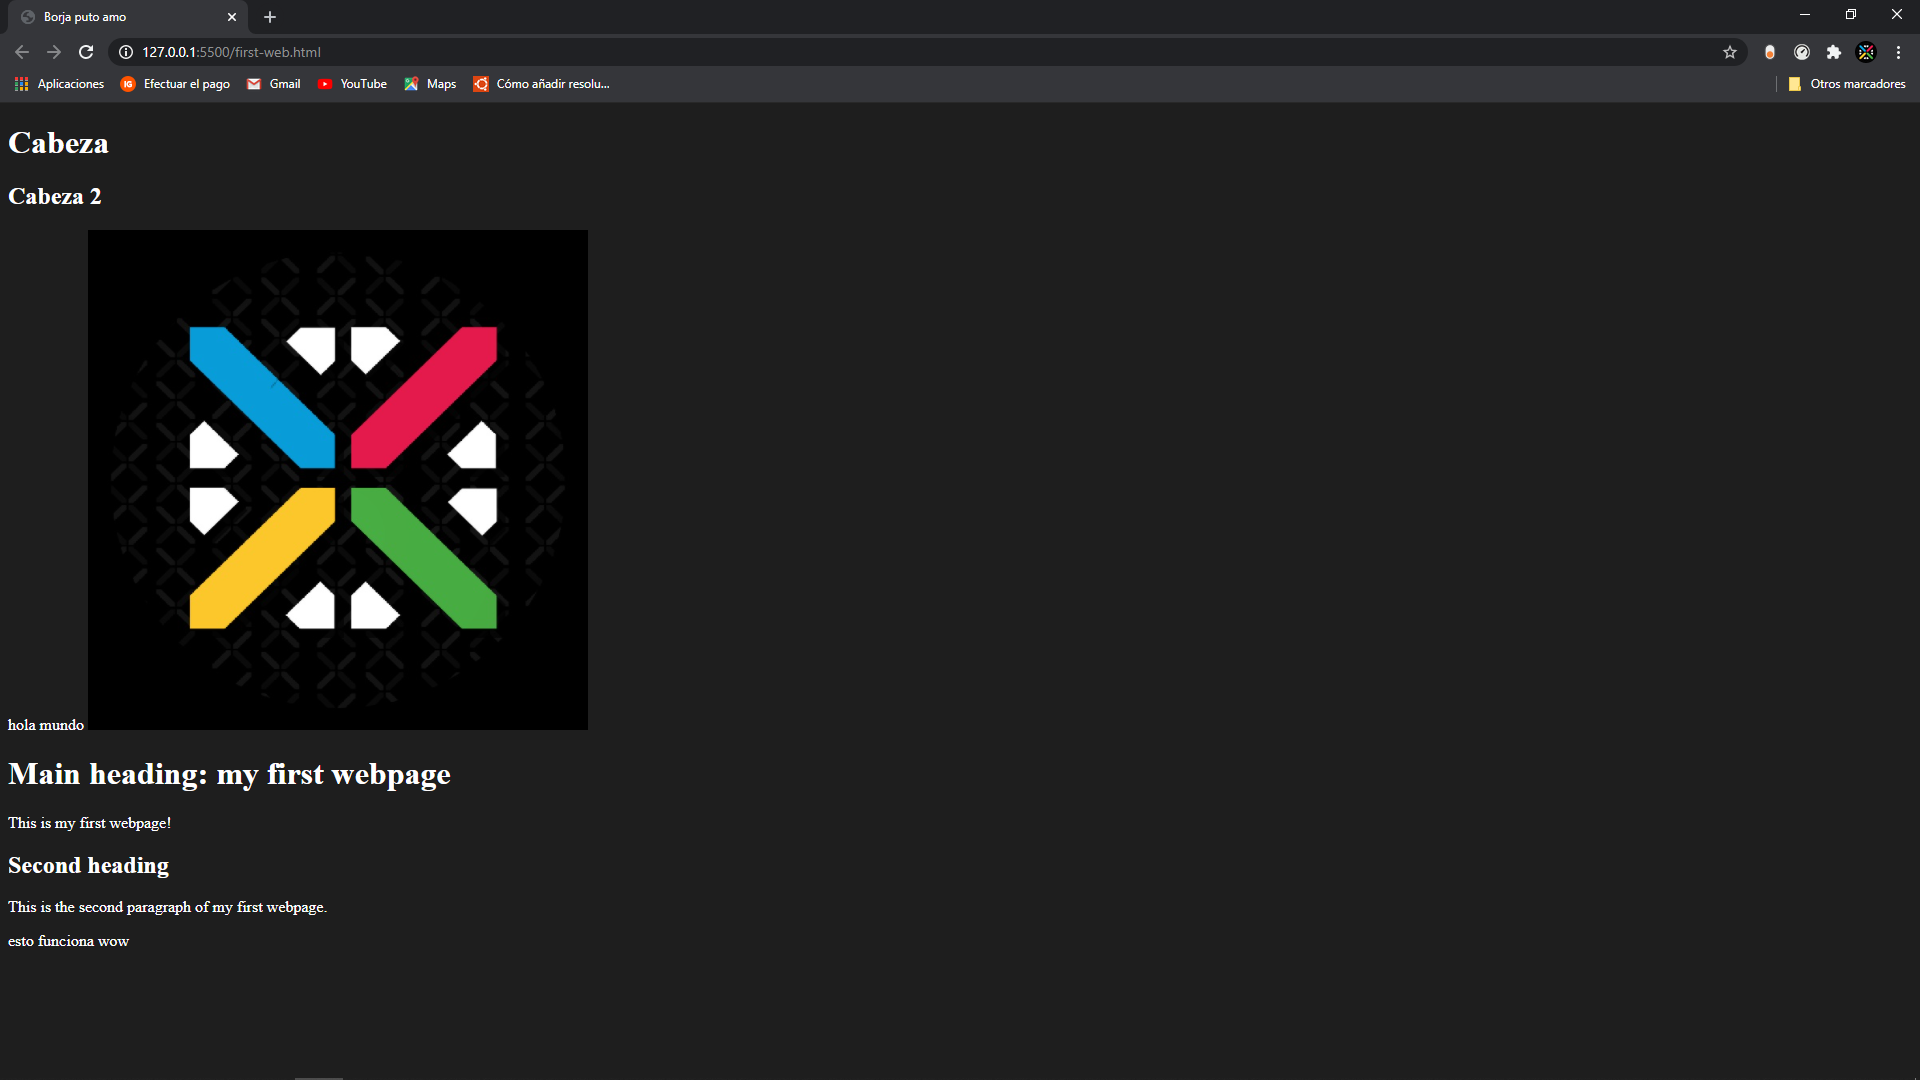 Borja puto amo
127.0.0.1:5500/first-web.html
Aplicaciones Efectuar el pago Gmail YouTube Maps Cómo añadir resolu... Otros marcadores
Cabeza
Cabeza 2
hola mundo
Main heading: my first webpage
This is my first webpage!
Second heading
This is the second paragraph of my first webpage.
esto funciona wow